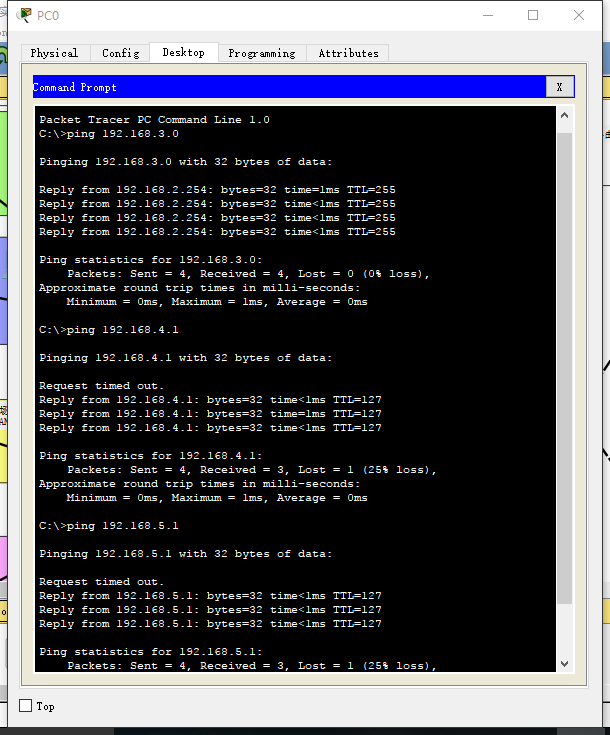 PC0
Physical Config Desktop Programming Attributes
Command Prompt X
Packet Tracer PC Command Line 1.0
C:\>ping 192.168.3.0
Pinging 192.168.3.0 with 32 bytes of data:
Reply from 192.168.2.254: bytes=32 time=1ms TTL=255
Reply from 192.168.2.254: bytes=32 time<1ms TTL=255
Reply from 192.168.2.254: bytes=32 time<1ms TTL=255
Reply from 192.168.2.254: bytes=32 time<1ms TTL=255
Ping statistics for 192.168.3.0:
Packets: Sent = 4, Received = 4, Lost = 0 (0% loss),
Approximate round trip times in milli-seconds:
Minimum = 0ms, Maximum = 1ms, Average = 0ms
C:\>ping 192.168.4.1
Pinging 192.168.4.1 with 32 bytes of data:
Request timed out.
Reply from 192.168.4.1: bytes=32 time<1ms TTL=127
Reply from 192.168.4.1: bytes=32 time=1ms TTL=127
Reply from 192.168.4.1: bytes=32 time<1ms TTL=127
Ping statistics for 192.168.4.1:
Packets: Sent = 4, Received = 3, Lost = 1 (25% loss),
Approximate round trip times in milli-seconds:
Minimum = 0ms, Maximum = 1ms, Average = 0ms
C:\>ping 192.168.5.1
Pinging 192.168.5.1 with 32 bytes of data:
Request timed out.
Reply from 192.168.5.1: bytes=32 time<1ms TTL=127
Reply from 192.168.5.1: bytes=32 time<1ms TTL=127
Reply from 192.168.5.1: bytes=32 time<1ms TTL=127
Ping statistics for 192.168.5.1:
Packets: Sent = 4, Received = 3, Lost = 1 (25% loss),
Top